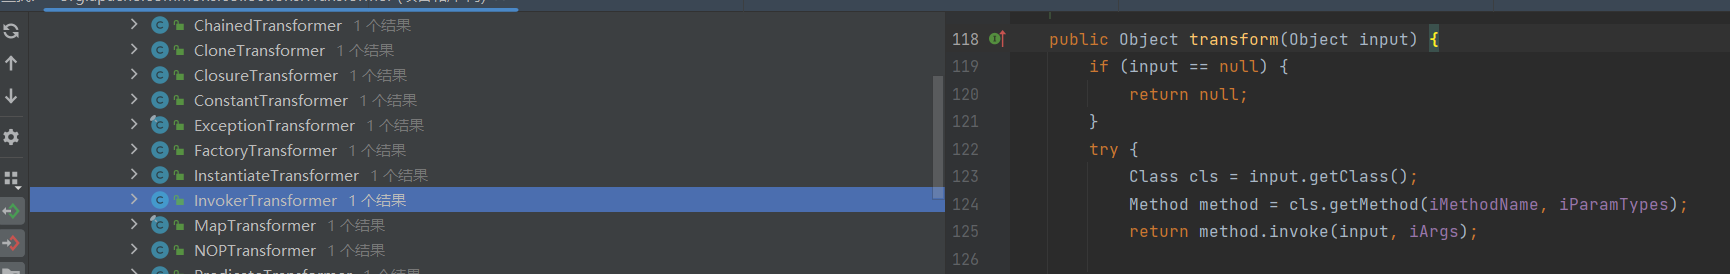 ChainedTransformer 1 个结果
CloneTransformer 1 个结果
ClosureTransformer 1 个结果
ConstantTransformer 1 个结果
ExceptionTransformer 1 个结果
FactoryTransformer 1 个结果
InstantiateTransformer 1 个结果
InvokerTransformer 1 个结果
MapTransformer 1 个结果
NOPTransformer 1 个结果
118 public Object transform(Object input) {
119 if (input == null) {
120 return null;
121 }
122 try {
123 Class cls = input.getClass();
124 Method method = cls.getMethod(iMethodName, iParamTypes);
125 return method.invoke(input, iArgs);
126